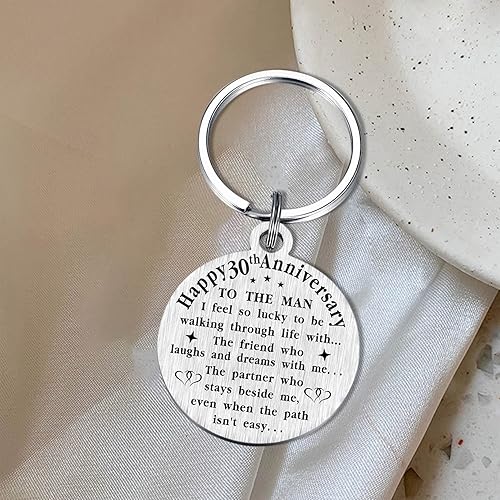 Happy 30th Anniversary
TO THE MAN
I feel so lucky to be
walking through life with...
The friend who
laughs and dreams with me...
The partner who
stays beside me,
even when the path
isn't easy...